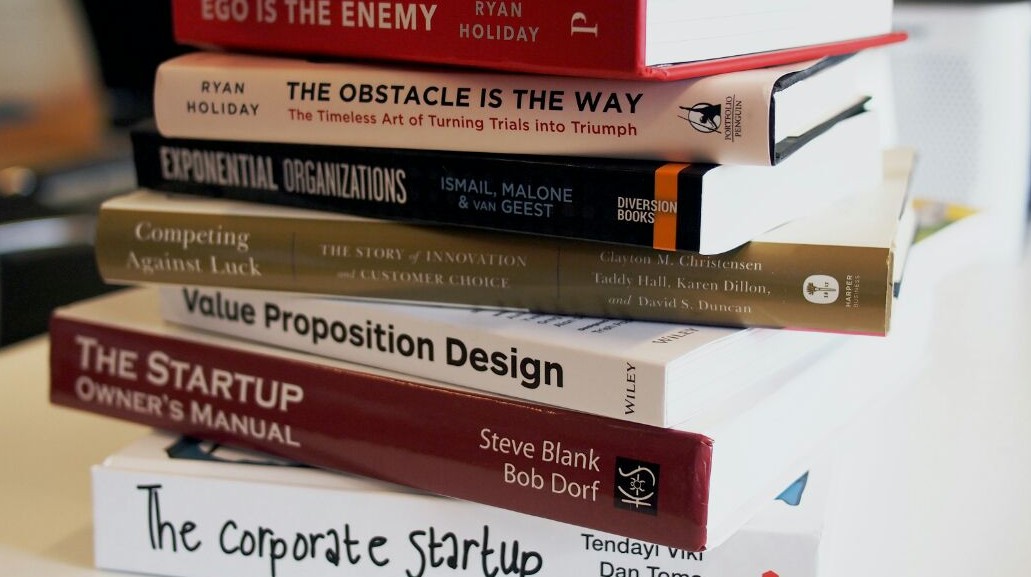 EGO IS THE ENEMY
RYAN
HOLIDAY
P
RYAN
HOLIDAY
THE OBSTACLE IS THE WAY
The Timeless Art of Turning Trials into Triumph
PORTFOLIO
PENGUIN
EXPONENTIAL ORGANIZATIONS
ISMAIL, MALONE
& VAN GEEST
DIVERSION
BOOKS
Competing
Against Luck
THE STORY of INNOVATION
and CUSTOMER CHOICE
Clayton M. Christensen
Taddy Hall, Karen Dillon,
and David S. Duncan
HARPER
BUSINESS
Value Proposition Design
WILEY
WILEY
THE STARTUP
OWNER'S MANUAL
Steve Blank
Bob Dorf
K&S
The corporate startup
Tendayi Viki
Dan Toma